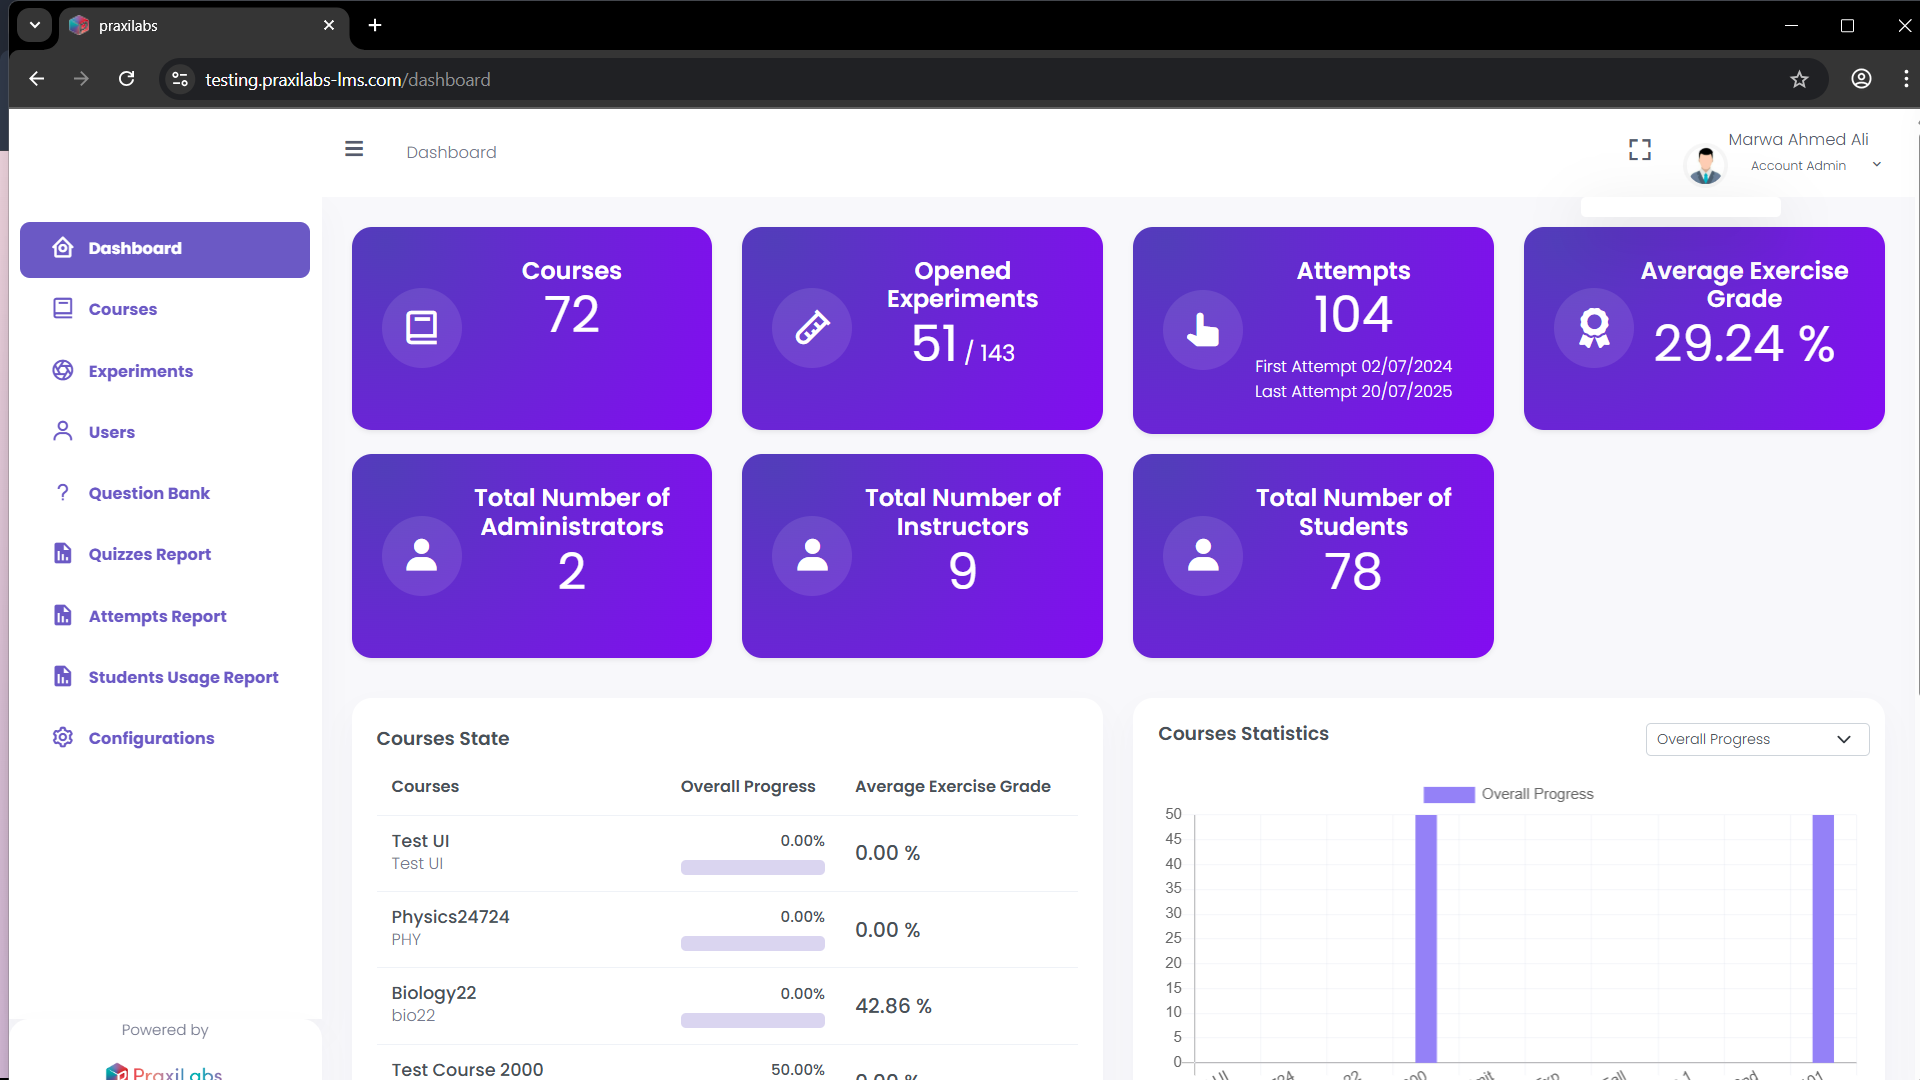 praxilabs
testing.praxilabs-lms.com/dashboard
Dashboard
Marwa Ahmed Ali
Account Admin
Dashboard
Courses
Experiments
Users
Question Bank
Quizzes Report
Attempts Report
Students Usage Report
Configurations
Powered by
PraxiLabs
Courses
72
Opened
Experiments
51 / 143
Attempts
104
First Attempt 02/07/2024
Last Attempt 20/07/2025
Average Exercise
Grade
29.24 %
Total Number of
Administrators
2
Total Number of
Instructors
9
Total Number of
Students
78
Courses State
Courses Overall Progress Average Exercise Grade
Test UI 0.00% 0.00 %
Test UI
Physics24724 0.00% 0.00 %
PHY
Biology22 0.00% 42.86 %
bio22
Test Course 2000 50.00%
Courses Statistics
Overall Progress
Overall Progress
50
45
40
35
30
25
20
15
10
5
0